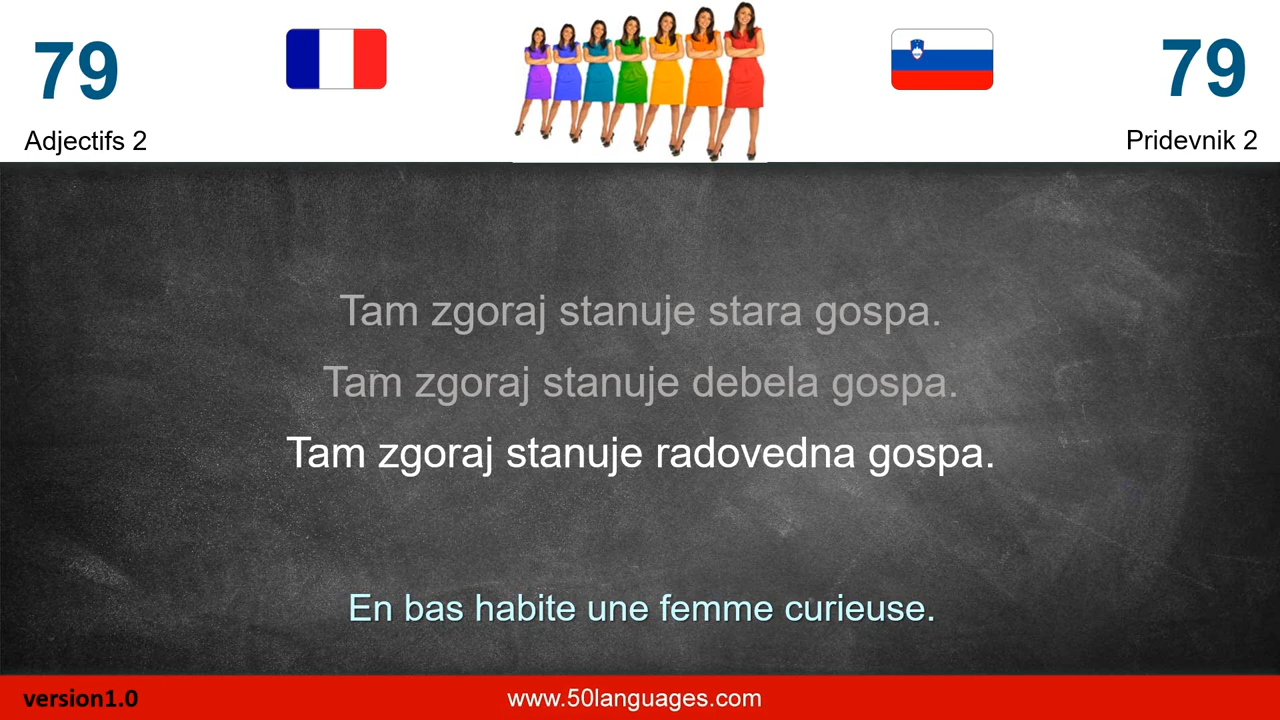 79
79
Adjectifs 2
Pridevnik 2
Tam zgoraj stanuje stara gospa.
Tam zgoraj stanuje debela gospa.
Tam zgoraj stanuje radovedna gospa.
En bas habite une femme curieuse.
version1.0
www.50languages.com